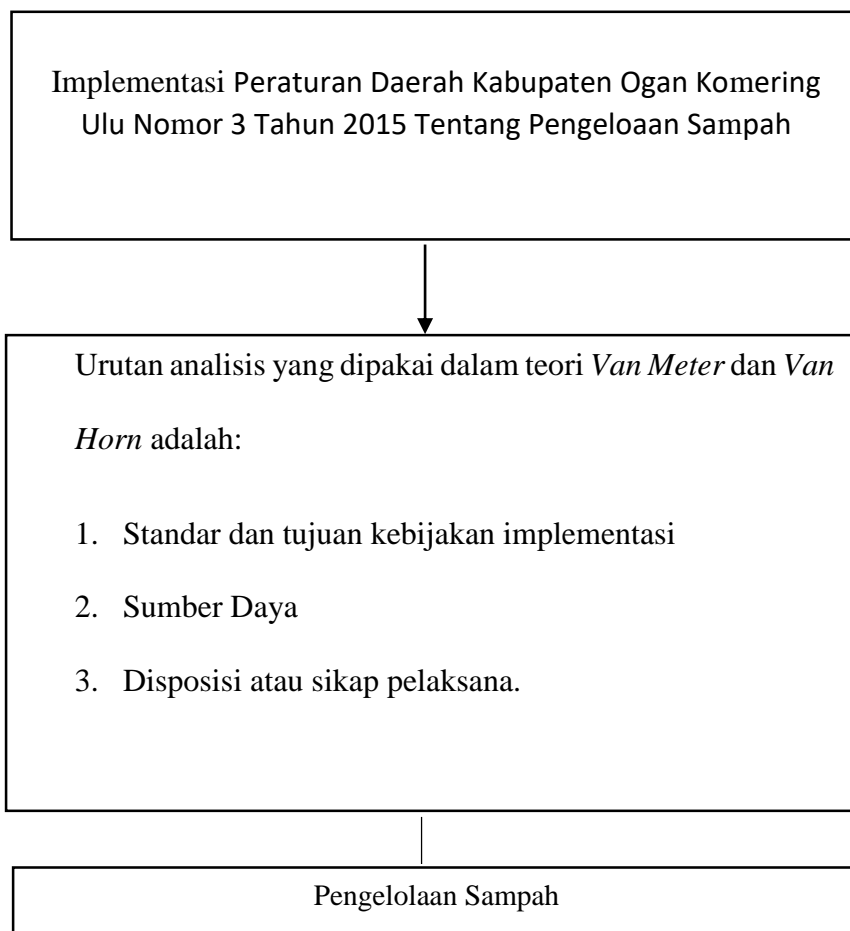 Implementasi Peraturan Daerah Kabupaten Ogan Komering
Ulu Nomor 3 Tahun 2015 Tentang Pengeloaan Sampah
Urutan analisis yang dipakai dalam teori Van Meter dan Van
Horn adalah:
1. Standar dan tujuan kebijakan implementasi
2. Sumber Daya
3. Disposisi atau sikap pelaksana.
Pengelolaan Sampah